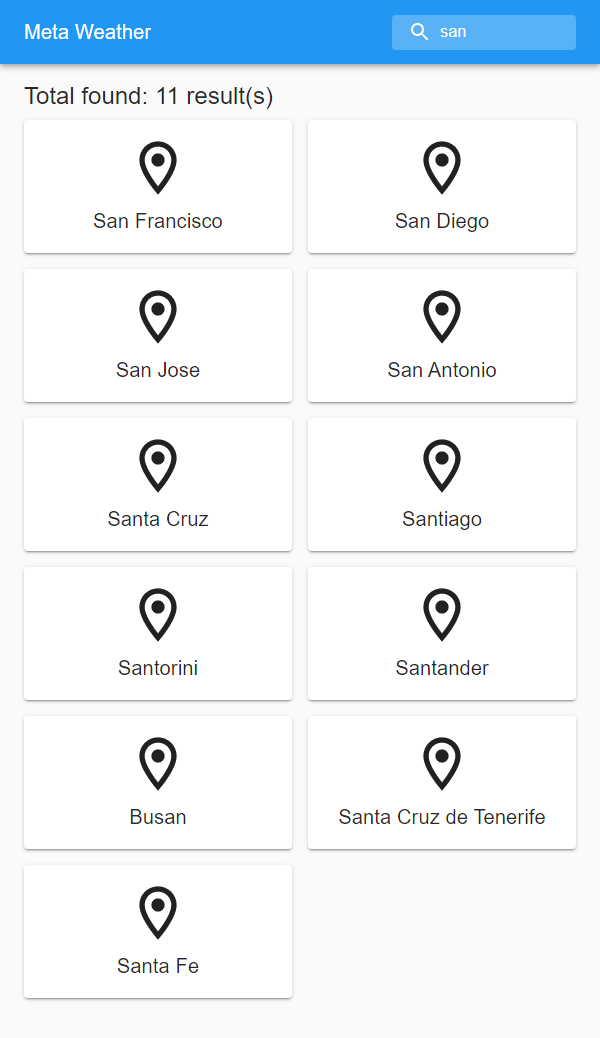 Meta Weather
san
Total found: 11 result(s)
San Francisco
San Diego
San Jose
San Antonio
Santa Cruz
Santiago
Santorini
Santander
Busan
Santa Cruz de Tenerife
Santa Fe